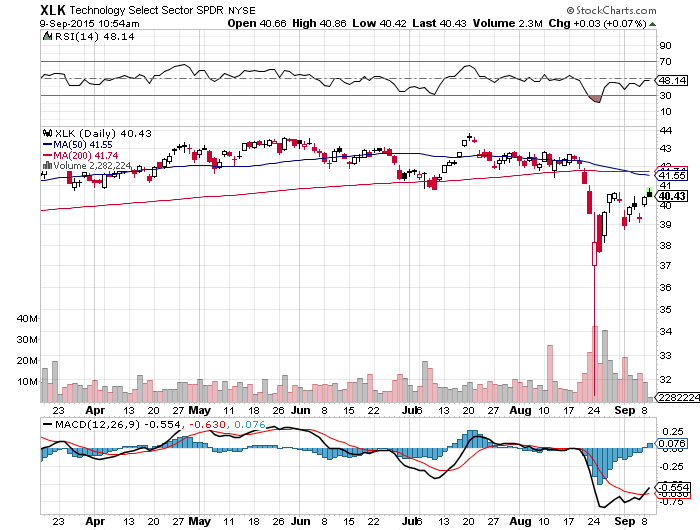 XLK Technology Select Sector SPDR NYSE © StockCharts.com
9-Sep-2015 10:54am Open 40.66 High 40.86 Low 40.42 Last 40.43 Volume 2.3M Chg +0.03 (+0.07%)
RSI(14) 48.14
90
70
50
48.14
30
10
XLK (Daily) 40.43
MA(50) 41.55
MA(200) 41.74
Volume 2,282,224
44
43
42
41.55
41
40.43
40
39
38
37
36
35
34
33
32
40M
30M
20M
10M
2282224
23 Apr 13 20 27 May 11 18 26 Jun 8 15 22 Jul 6 13 20 27 Aug 10 17 24 Sep 8
MACD(12,26,9) -0.554, -0.630, 0.076
0.25
0.076
0.00
-0.25
-0.554
-0.630
-0.75
23 Apr 13 20 27 May 11 18 26 Jun 8 15 22 Jul 6 13 20 27 Aug 10 17 24 Sep 8